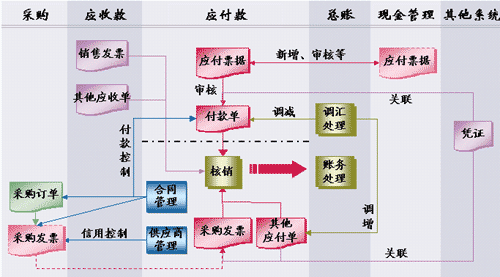 采购
应收款
应付款
总账
现金管理
其他系统
销售发票
应付票据
新增、审核等
应付票据
审核
关联
其他应收单
付款单
调减
调汇
处理
付款控制
凭证
核销
账务
处理
采购订单
合同
管理
调增
采购发票
信用控制
供应商
管理
采购发票
其他
应付单
关联